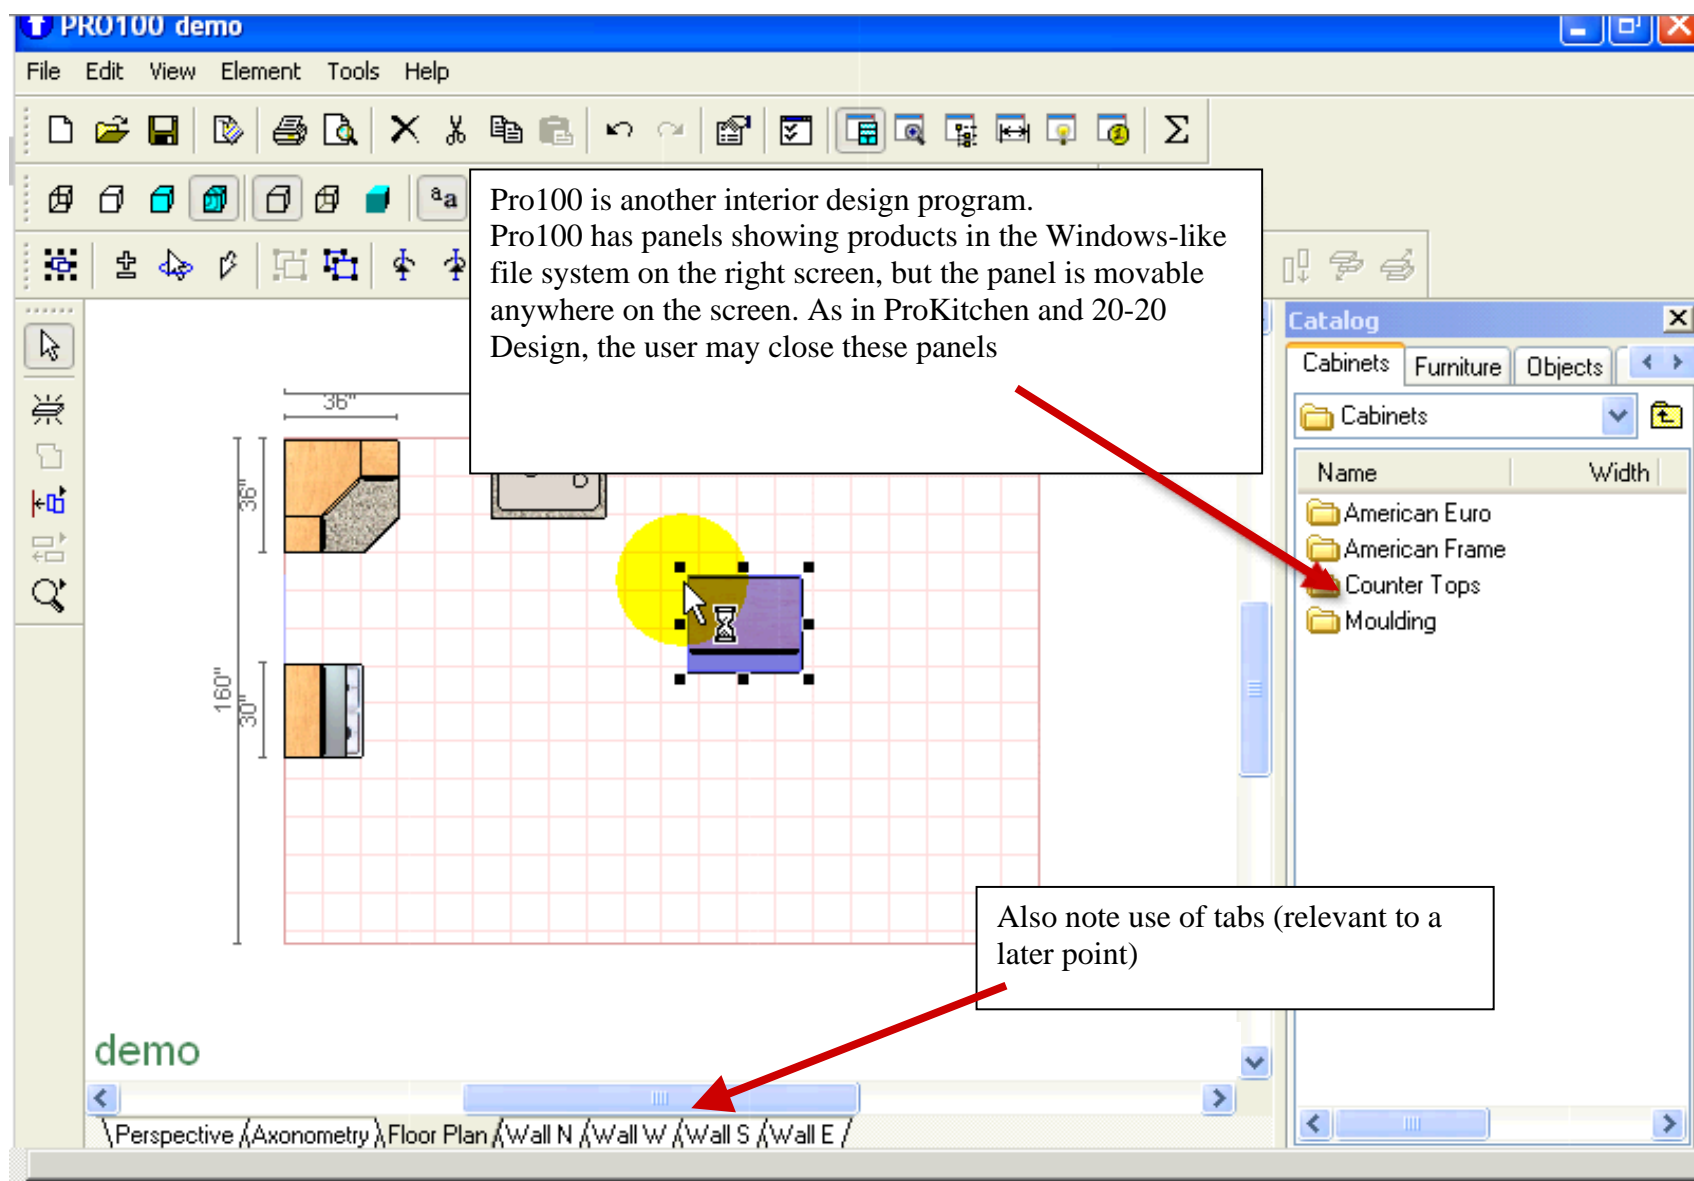 PRO100 demo
File Edit View Element Tools Help
Pro100 is another interior design program.
Pro100 has panels showing products in the Windows-like
file system on the right screen, but the panel is movable
anywhere on the screen. As in ProKitchen and 20-20
Design, the user may close these panels
aa
Catalog
Cabinets Furniture Objects
Cabinets
Name Width
American Euro
American Frame
Counter Tops
Moulding
36"
36"
160"
30"
Also note use of tabs (relevant to a
later point)
demo
Perspective Axonometry Floor Plan Wall N Wall W Wall S Wall E